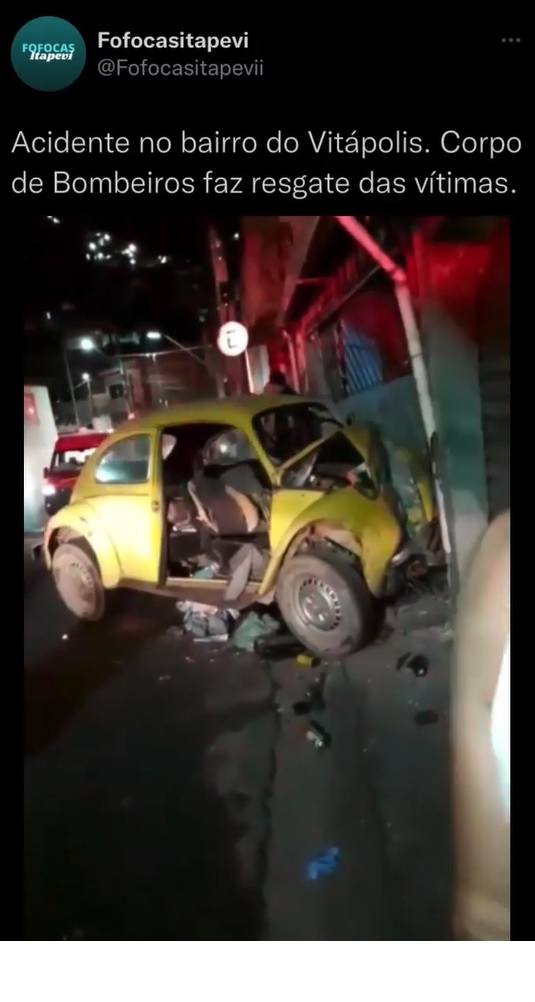 FOFOCAS
Itapevi
Fofocasitapevi
@Fofocasitapevii
Acidente no bairro do Vitápolis. Corpo
de Bombeiros faz resgate das vítimas.
E